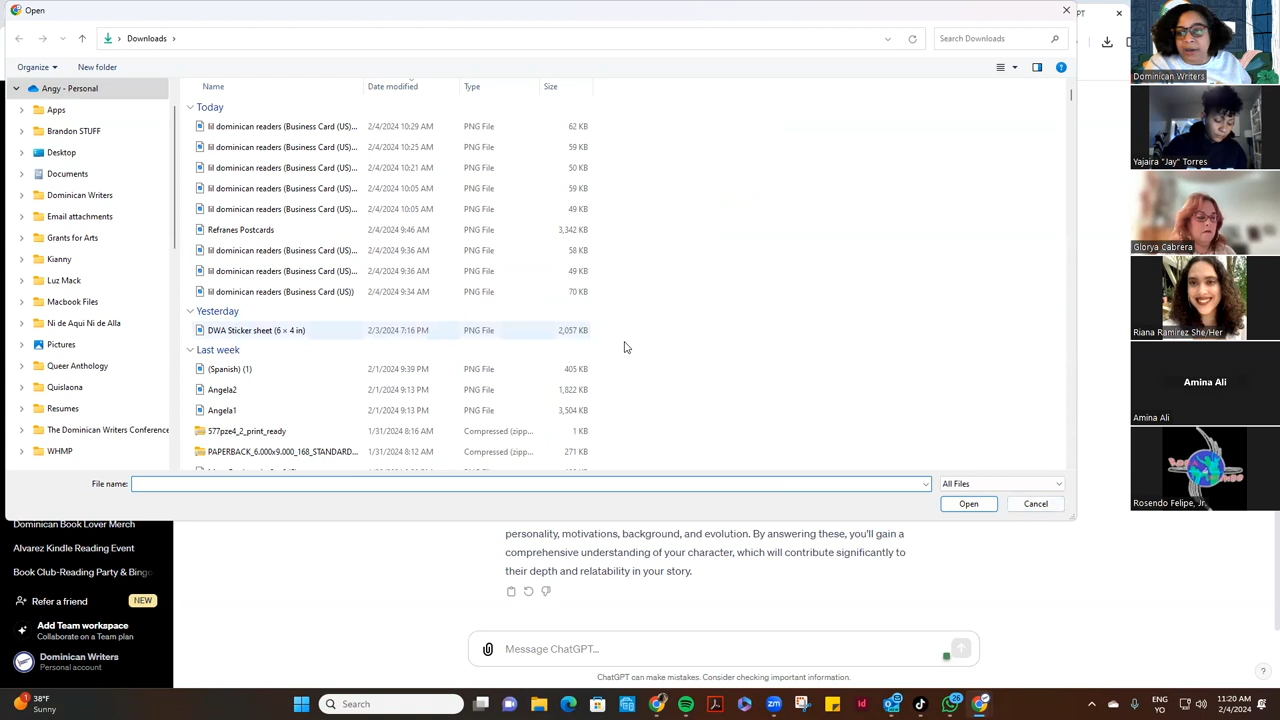 Open
PT
Downloads
Search Downloads
Organize
New folder
Angy - Personal
Apps
Brandon STUFF
Desktop
Documents
Dominican Writers
Email attachments
Grants for Arts
Kianny
Luz Mack
Macbook Files
Ni de Aqui Ni de Alla
Pictures
Queer Anthology
Quislaona
Resumes
The Dominican Writers Conference
WHMP
Name Date modified Type Size
Today
lil dominican readers (Business Card (US)... 2/4/2024 10:29 AM PNG File 62 KB
lil dominican readers (Business Card (US)... 2/4/2024 10:25 AM PNG File 59 KB
lil dominican readers (Business Card (US)... 2/4/2024 10:21 AM PNG File 50 KB
lil dominican readers (Business Card (US)... 2/4/2024 10:05 AM PNG File 59 KB
lil dominican readers (Business Card (US)... 2/4/2024 10:05 AM PNG File 49 KB
Refranes Postcards 2/4/2024 9:46 AM PNG File 3,342 KB
lil dominican readers (Business Card (US)... 2/4/2024 9:36 AM PNG File 58 KB
lil dominican readers (Business Card (US)... 2/4/2024 9:36 AM PNG File 49 KB
lil dominican readers (Business Card (US)) 2/4/2024 9:34 AM PNG File 70 KB
Yesterday
DWA Sticker sheet (6 × 4 in) 2/3/2024 7:16 PM PNG File 2,057 KB
Last week
(Spanish) (1) 2/1/2024 9:39 PM PNG File 405 KB
Angela2 2/1/2024 9:13 PM PNG File 1,822 KB
Angela1 2/1/2024 9:13 PM PNG File 3,504 KB
577pze4_2_print_ready 1/31/2024 8:16 AM Compressed (zipp... 1 KB
PAPERBACK_6.000x9.000_168_STANDARD... 1/31/2024 8:12 AM Compressed (zipp... 271 KB
File name:
All Files
Open
Cancel
Dominican Book Lover Merch
Alvarez Kindle Reading Event
Book Club-Reading Party & Bingo
Refer a friend NEW
Add Team workspace
Collaborate on a Team plan
Dominican Writers
Personal account
personality, motivations, background, and evolution. By answering these, you'll gain a
comprehensive understanding of your character, which will contribute significantly to
their depth and relatability in your story.
Message ChatGPT...
ChatGPT can make mistakes. Consider checking important information.
?
Dominican Writers
Yajaira "Jay" Torres
Glorya Cabrera
Riana Ramirez She/Her
Amina Ali
Amina Ali
Rosendo Felipe, Jr.
38°F
Sunny
Search
26
ENG
YO
11:20 AM
2/4/2024